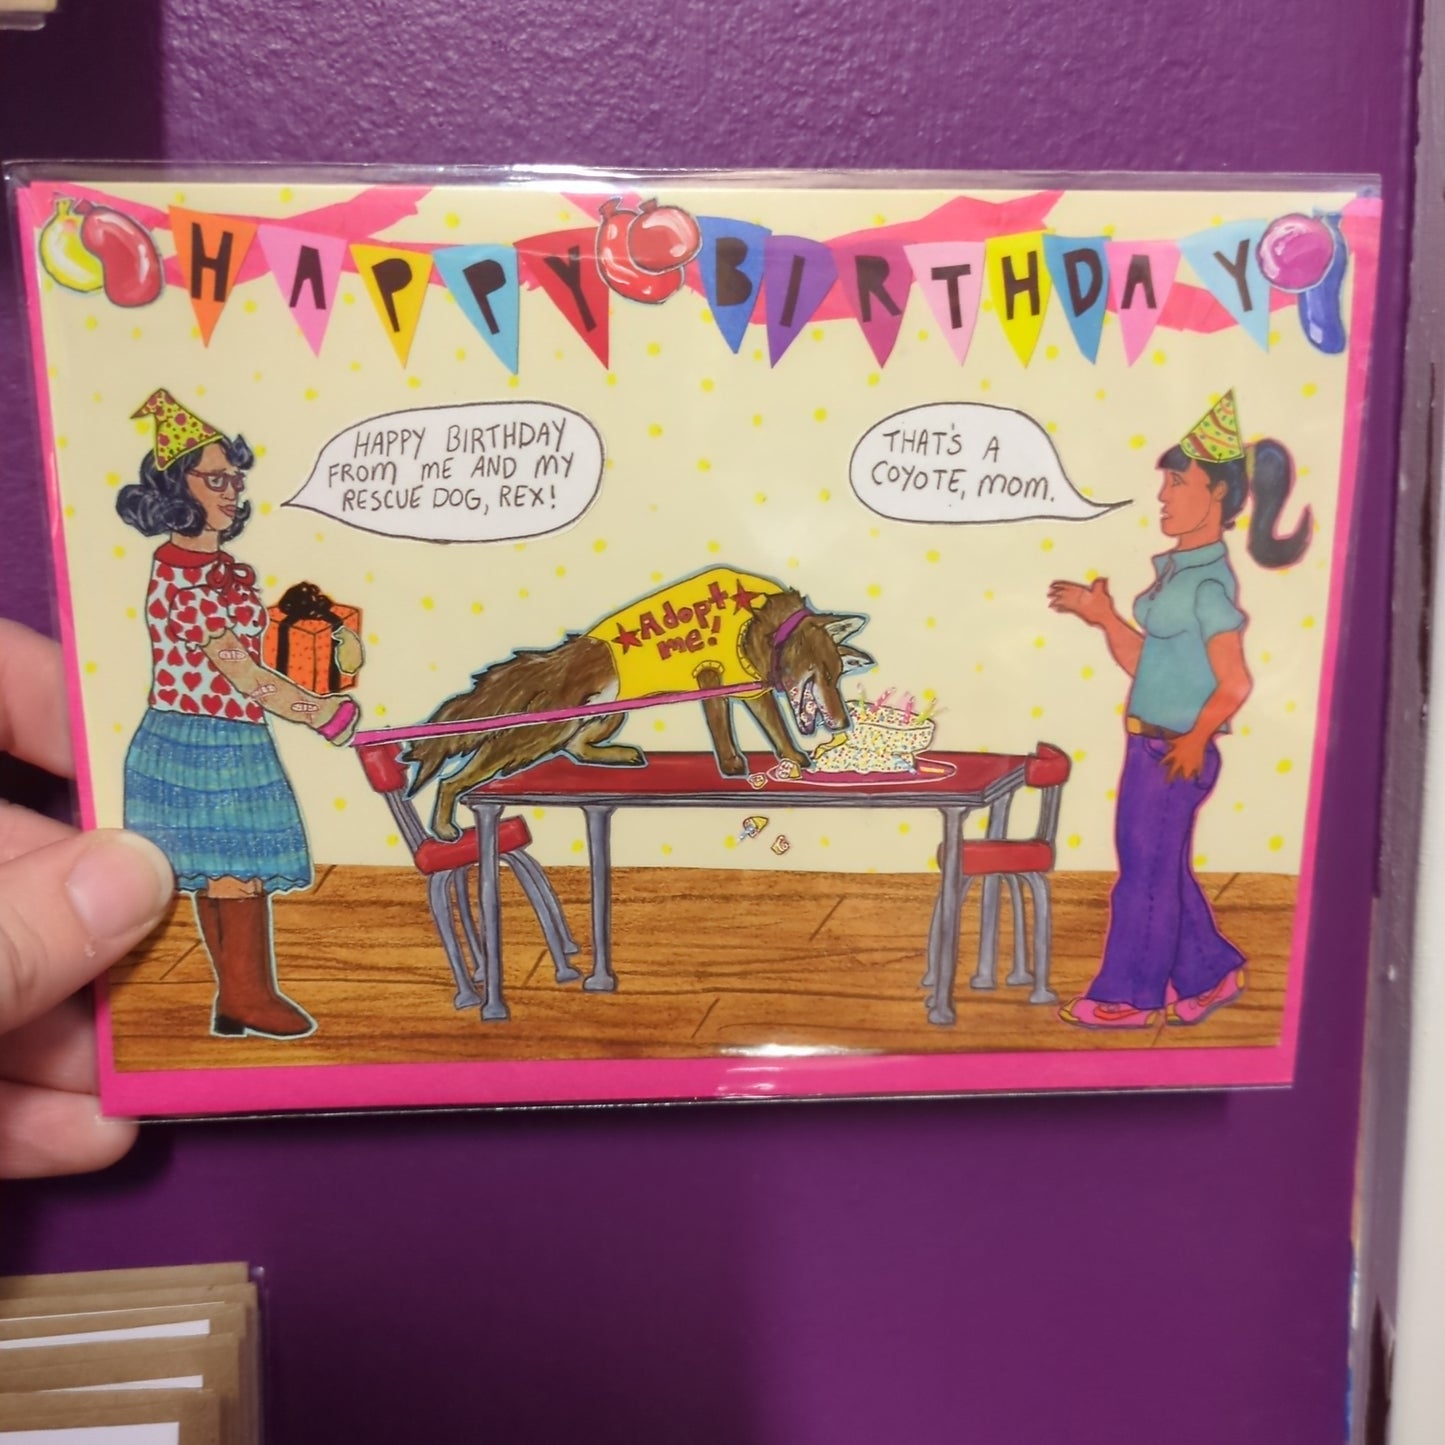 HAPPY BIRTHDAY
HAPPY BIRTHDAY
FROM ME AND MY
RESCUE DOG, REX!
THAT'S A
COYOTE, MOM.
Adopt
me!